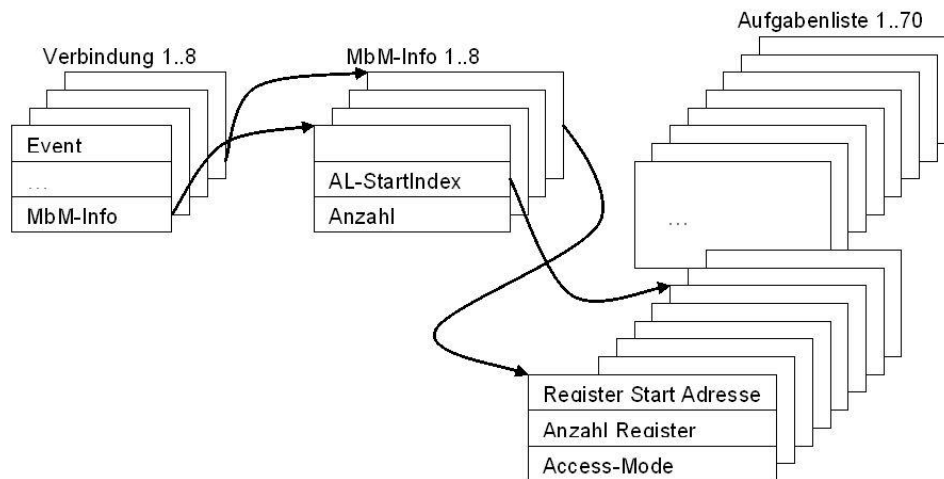 Aufgabenliste 1..70
Verbindung 1..8
MbM-Info 1..8
Event
...
MbM-Info
AL-StartIndex
Anzahl
...
Register Start Adresse
Anzahl Register
Access-Mode